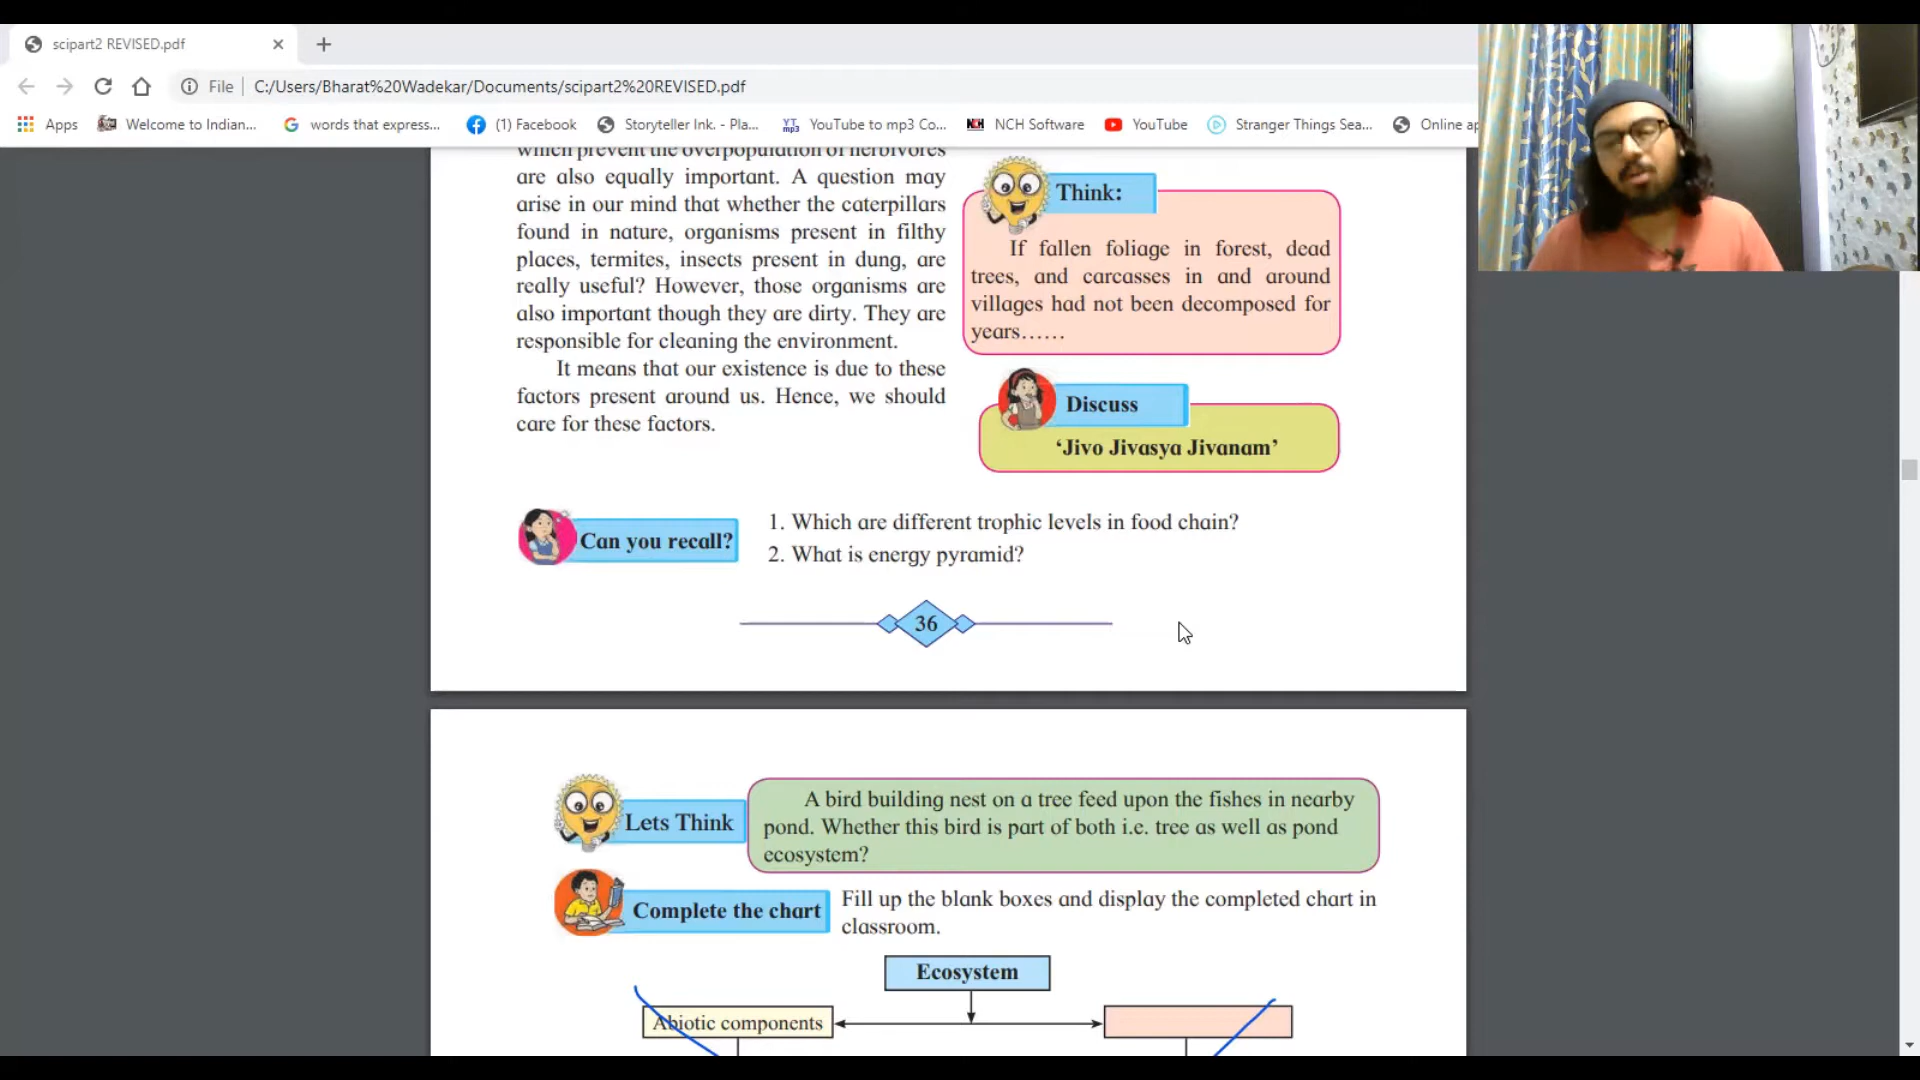 scipart2 REVISED.pdf
File
C:/Users/Bharat%20Wadekar/Documents/scipart2%20REVISED.pdf
Apps
Welcome to Indian...
words that express...
(1) Facebook
Storyteller Ink. - Pla...
YouTube to mp3 Co...
NCH Software
YouTube
Stranger Things Sea...
Online ap
which prevent the overpopulation of herbivores
are also equally important. A question may
arise in our mind that whether the caterpillars
found in nature, organisms present in filthy
places, termites, insects present in dung, are
really useful? However, those organisms are
also important though they are dirty. They are
responsible for cleaning the environment.
It means that our existence is due to these
factors present around us. Hence, we should
care for these factors.
Think:
If fallen foliage in forest, dead
trees, and carcasses in and around
villages had not been decomposed for
years......
Discuss
‘Jivo Jivasya Jivanam’
Can you recall?
1. Which are different trophic levels in food chain?
2. What is energy pyramid?
36
Lets Think
A bird building nest on a tree feed upon the fishes in nearby
pond. Whether this bird is part of both i.e. tree as well as pond
ecosystem?
Complete the chart
Fill up the blank boxes and display the completed chart in
classroom.
Ecosystem
Abiotic components